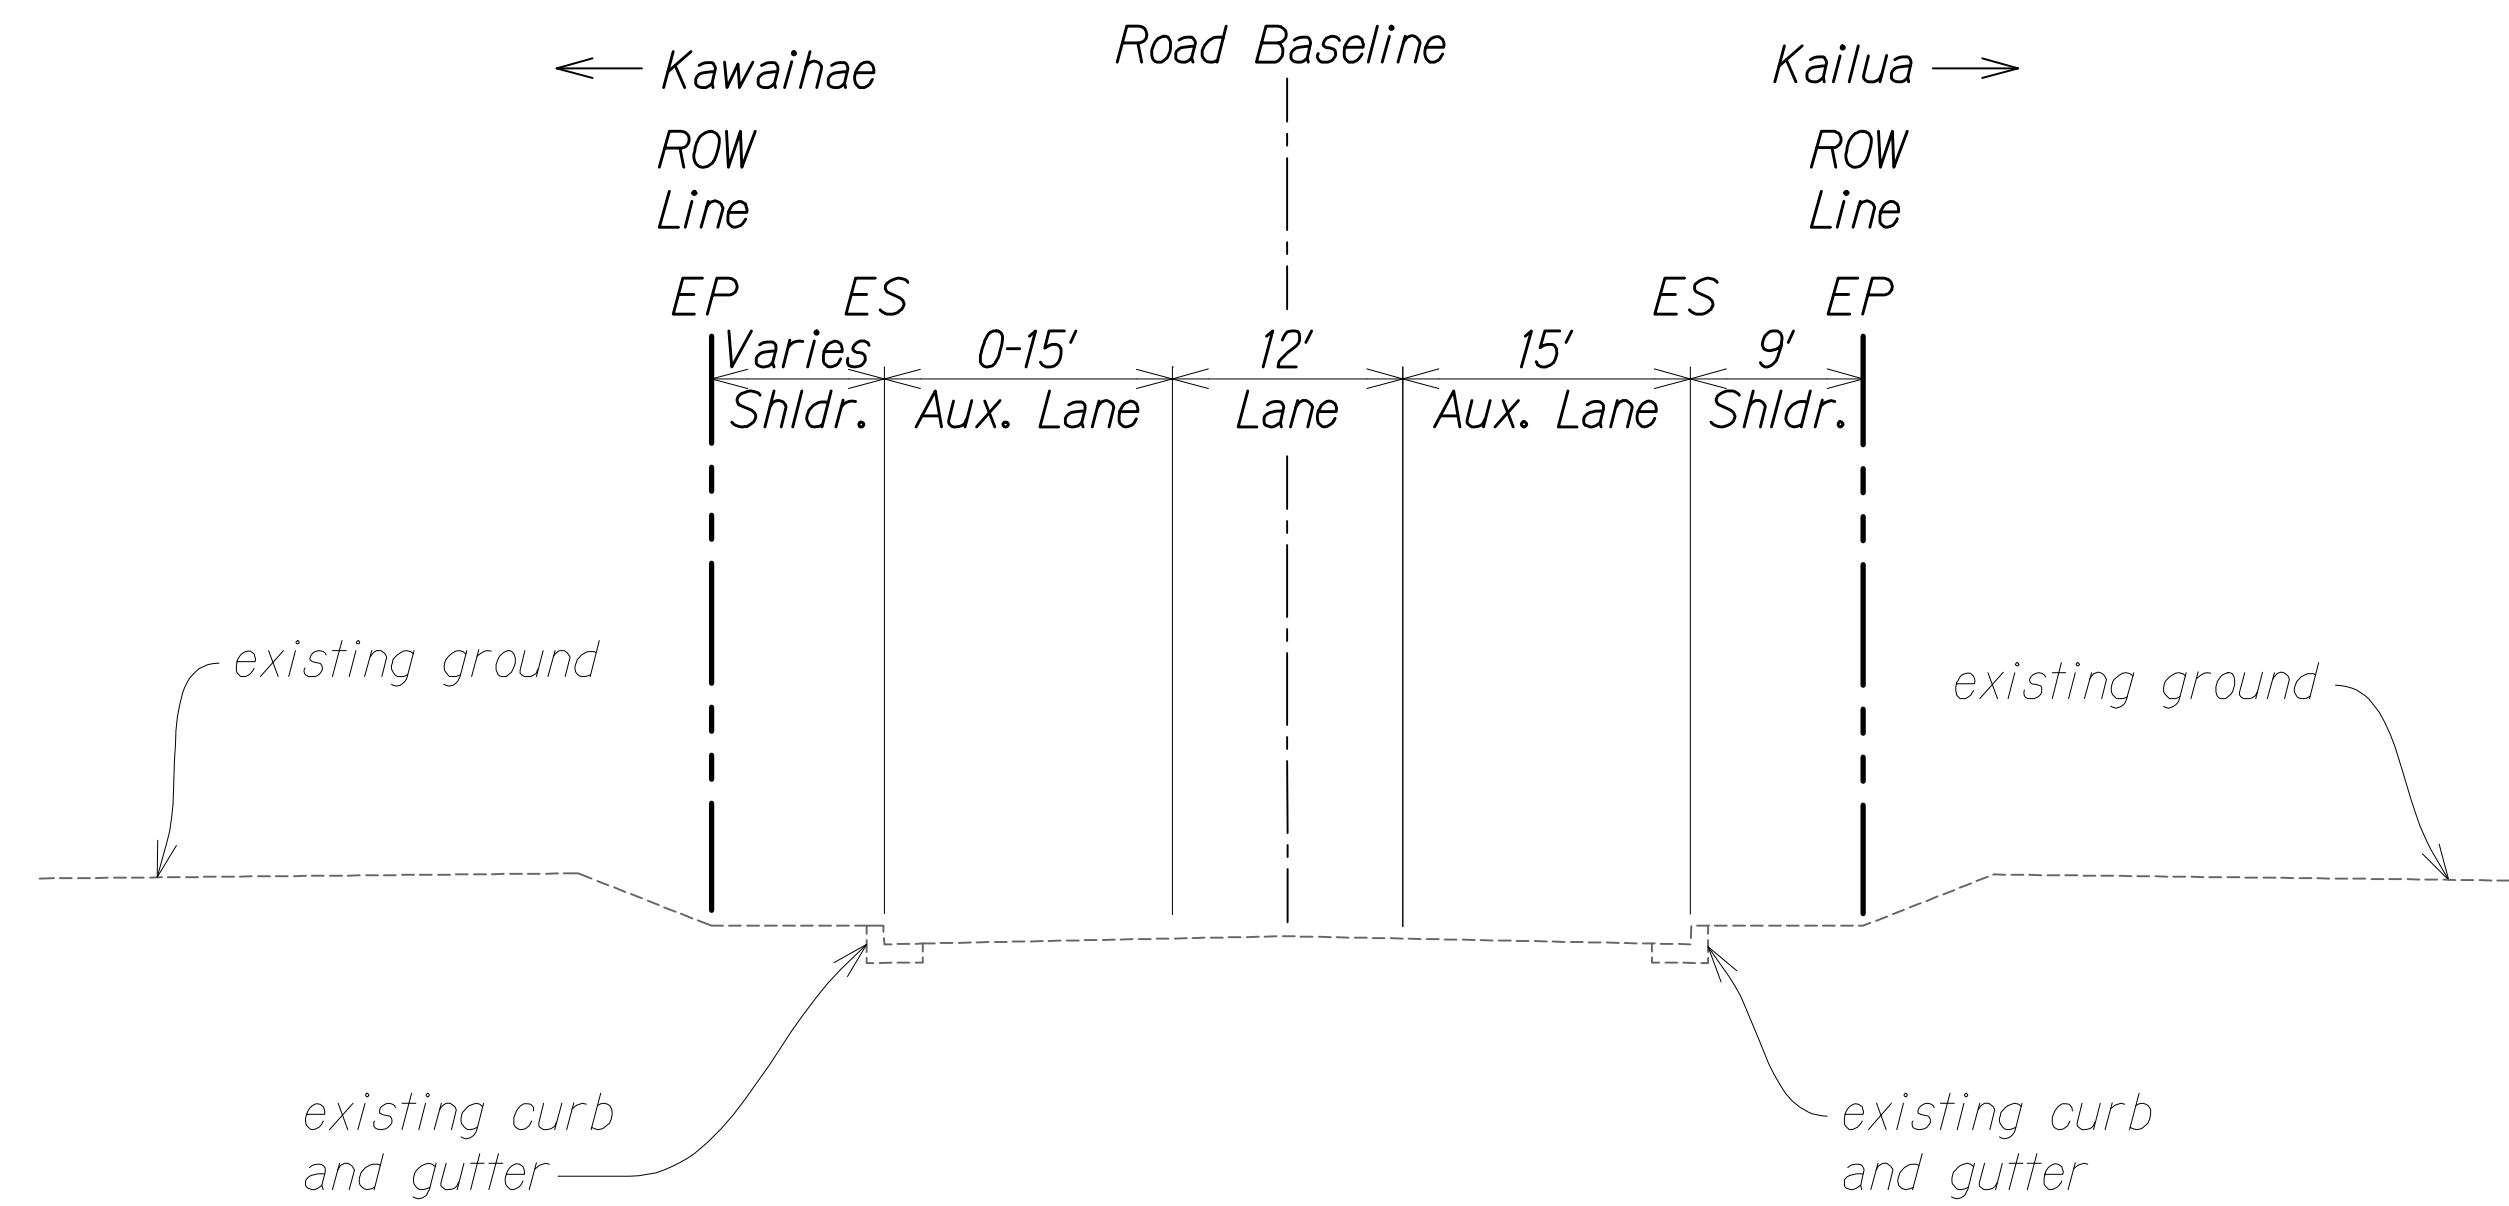 Road Baseline
Kawaihae
Kailua
ROW
Line
ROW
Line
EP
ES
ES
EP
Varies
0-15'
12'
15'
9'
Shldr.
Aux. Lane
Lane
Aux. Lane
Shldr.
existing ground
existing ground
existing curb
and gutter
existing curb
and gutter